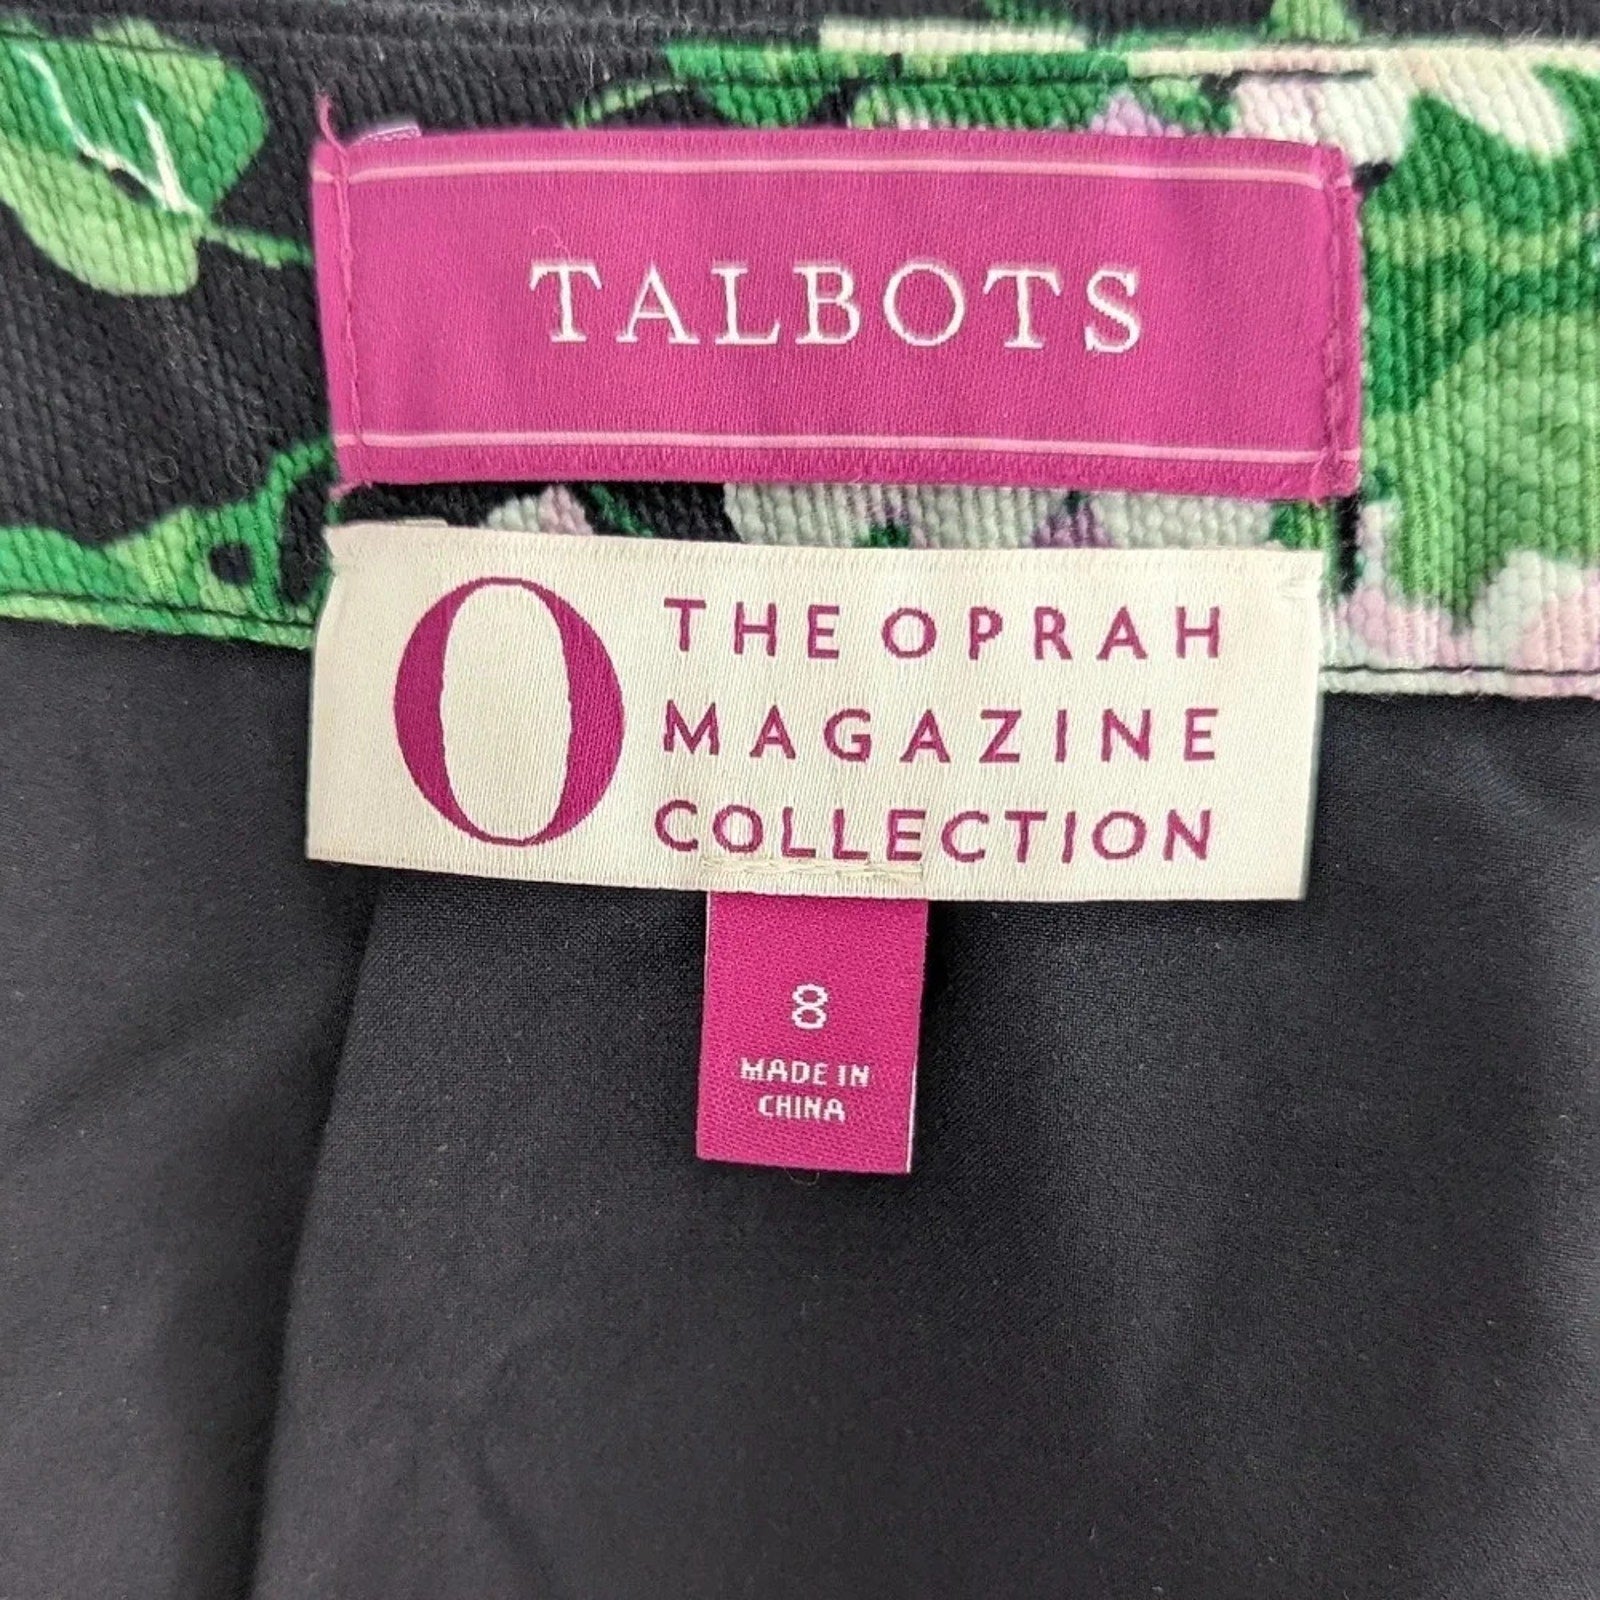 TALBOTS
O
THE OPRAH
MAGAZINE
COLLECTION
8
MADE IN
CHINA